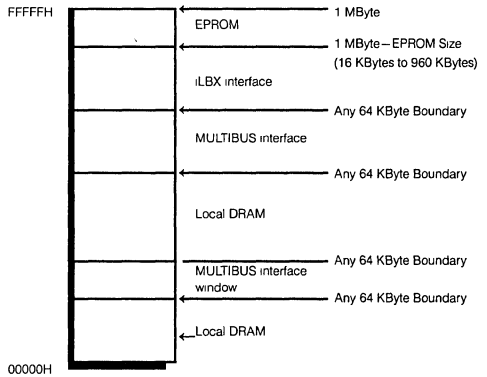 FFFFFH
1 MByte
EPROM
1 MByte–EPROM Size
(16 KBytes to 960 KBytes)
iLBX interface
Any 64 KByte Boundary
MULTIBUS interface
Any 64 KByte Boundary
Local DRAM
Any 64 KByte Boundary
MULTIBUS interface
window
Any 64 KByte Boundary
Local DRAM
00000H